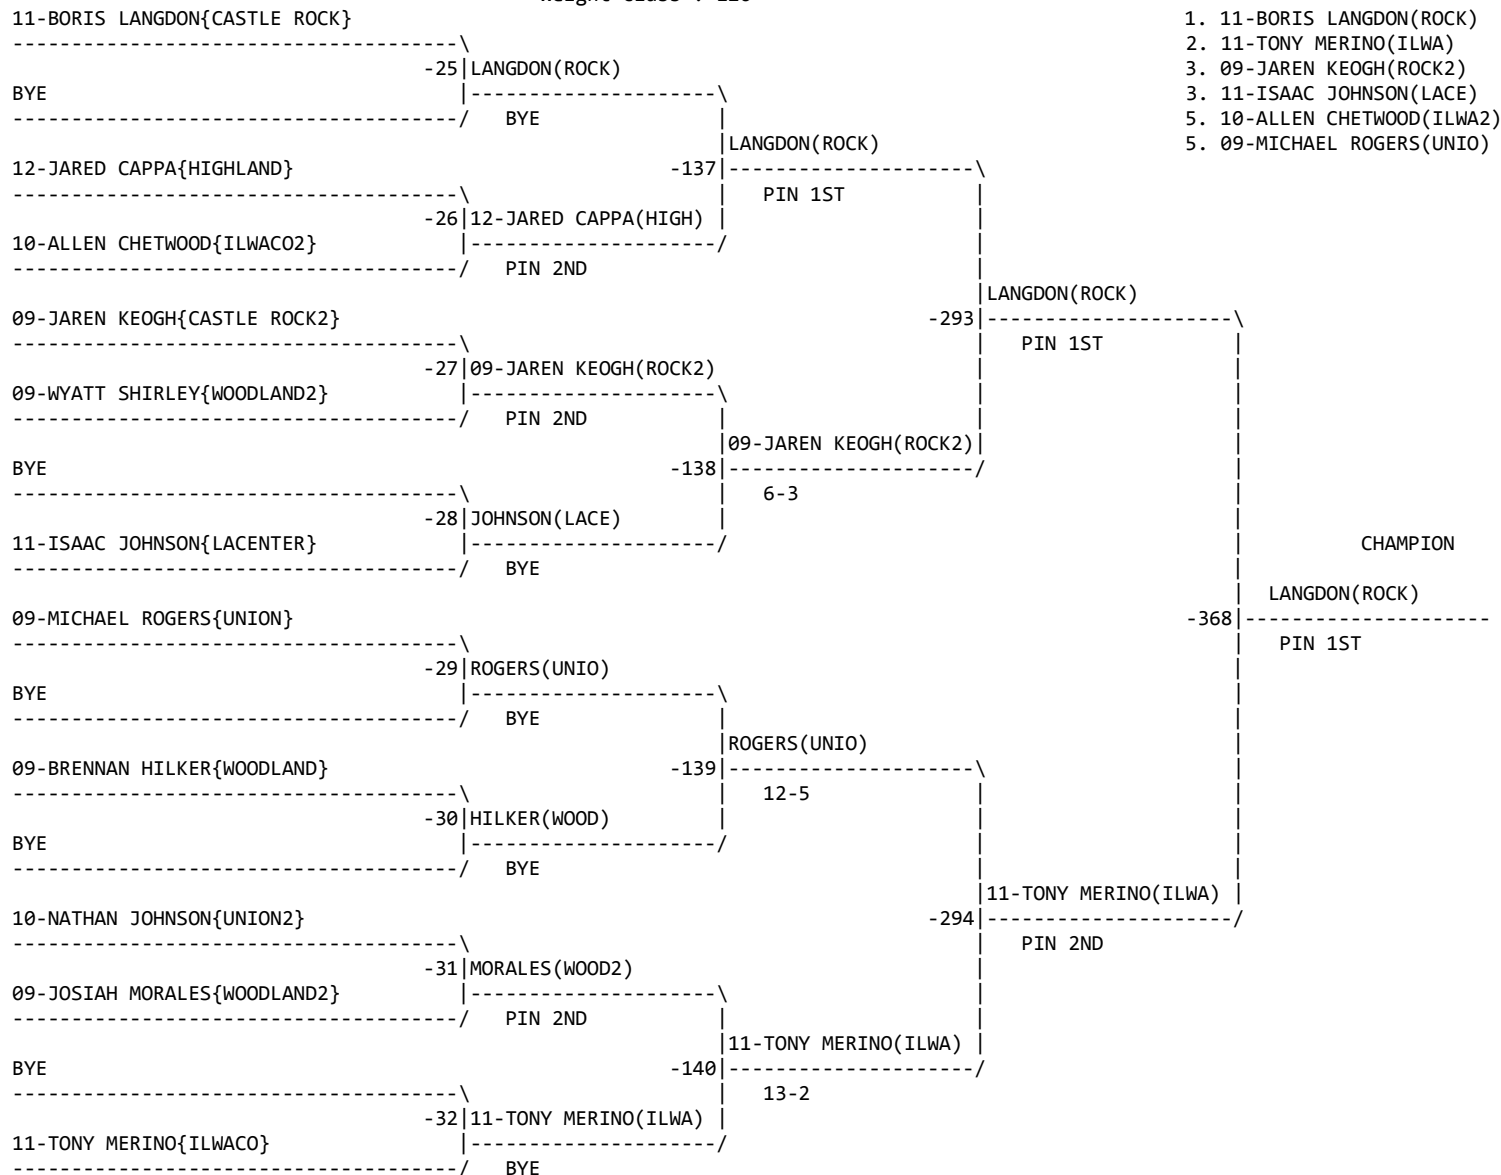 11-BORIS LANGDON{CASTLE ROCK} 1. 11-BORIS LANGDON(ROCK)
2. 11-TONY MERINO(ILWA)
-25 LANGDON(ROCK) 3. 09-JAREN KEOGH(ROCK2)
BYE 3. 11-ISAAC JOHNSON(LACE)
BYE 5. 10-ALLEN CHETWOOD(ILWA2)
LANGDON(ROCK) 5. 09-MICHAEL ROGERS(UNIO)
12-JARED CAPPA{HIGHLAND} -137
PIN 1ST
-26 12-JARED CAPPA(HIGH)
10-ALLEN CHETWOOD{ILWACO2}
PIN 2ND
LANGDON(ROCK)
09-JAREN KEOGH{CASTLE ROCK2} -293
PIN 1ST
-27 09-JAREN KEOGH(ROCK2)
09-WYATT SHIRLEY{WOODLAND2}
PIN 2ND
09-JAREN KEOGH(ROCK2)
BYE -138
6-3
-28 JOHNSON(LACE)
11-ISAAC JOHNSON{LACENTER} CHAMPION
BYE
LANGDON(ROCK)
09-MICHAEL ROGERS{UNION} -368
PIN 1ST
-29 ROGERS(UNIO)
BYE
BYE
ROGERS(UNIO)
09-BRENNAN HILKER{WOODLAND} -139
12-5
-30 HILKER(WOOD)
BYE
BYE
11-TONY MERINO(ILWA)
10-NATHAN JOHNSON{UNION2} -294
PIN 2ND
-31 MORALES(WOOD2)
09-JOSIAH MORALES{WOODLAND2}
PIN 2ND
11-TONY MERINO(ILWA)
BYE -140
13-2
-32 11-TONY MERINO(ILWA)
11-TONY MERINO{ILWACO}
BYE